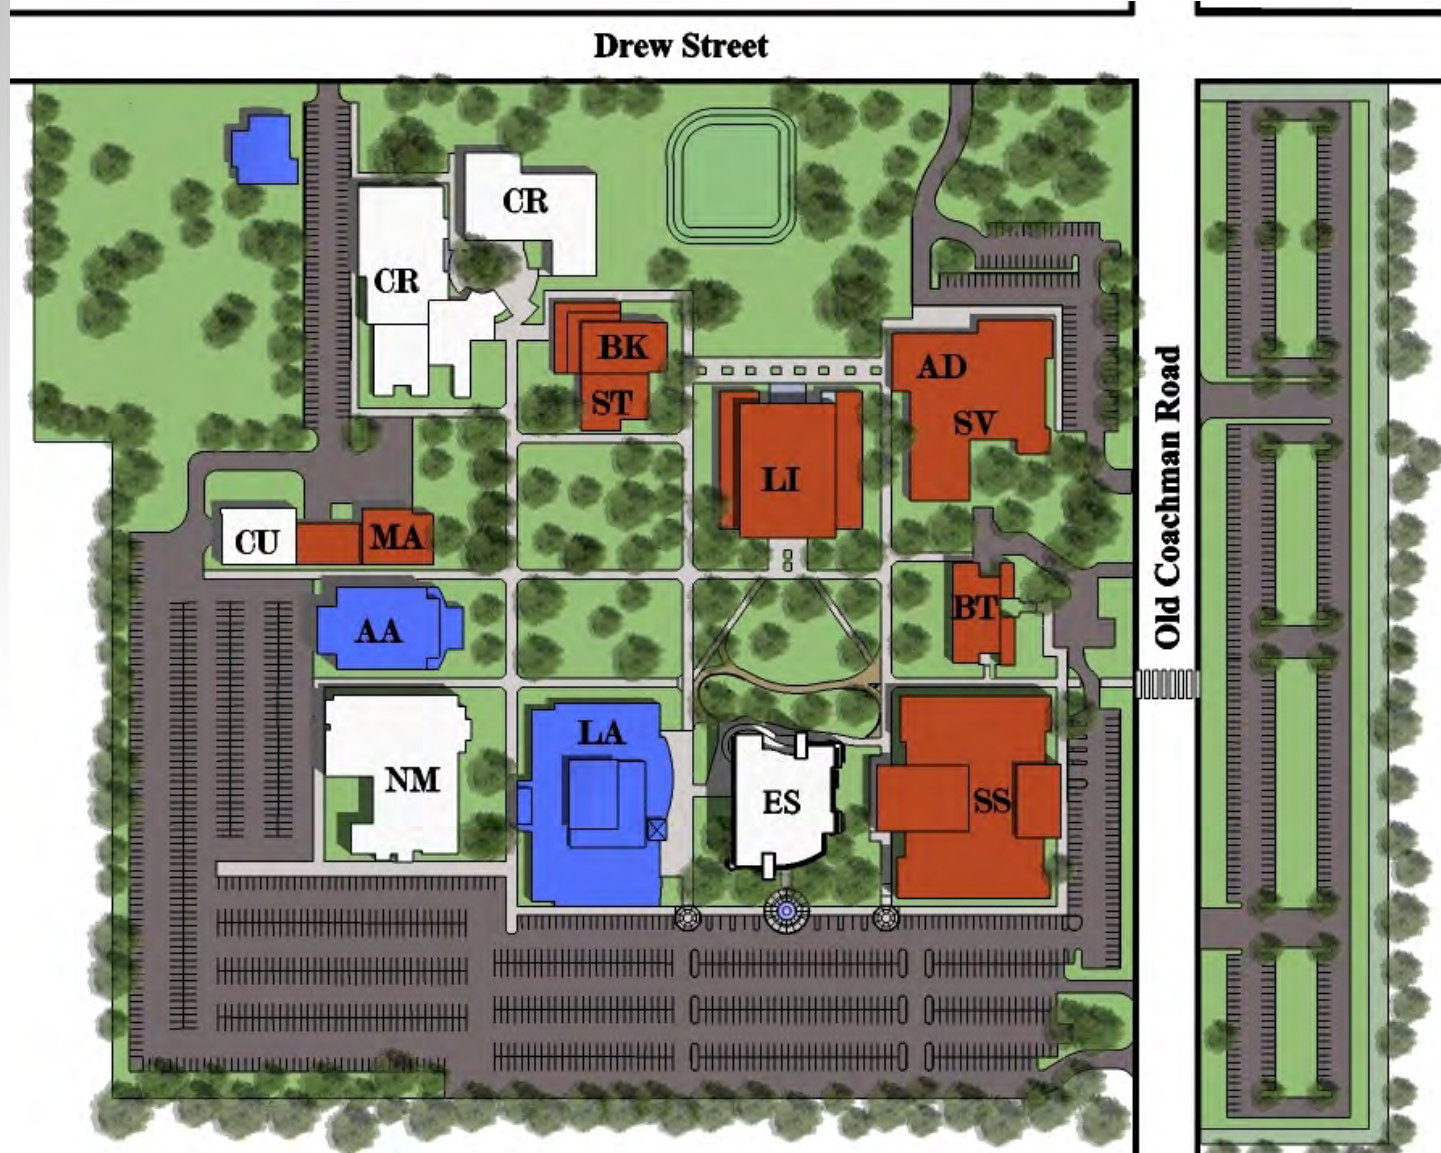 Drew Street
CR
CR
BK
ST
AD
SV
LI
CU
MA
BT
AA
LA
NM
ES
SS
Old Coachman Road